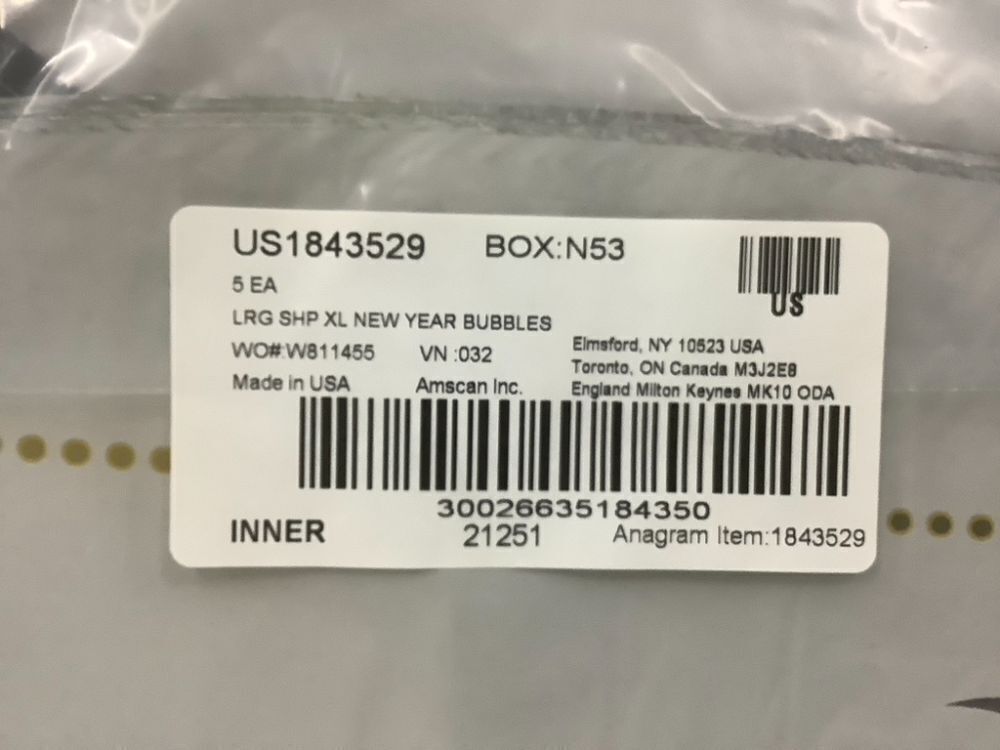 US1843529 BOX:N53
US
5 EA
LRG SHP XL NEW YEAR BUBBLES
WO#:W811455 VN :032
Made in USA Amscan Inc.
Elmsford, NY 10523 USA
Toronto, ON Canada M3J2E8
England Milton Keynes MK10 ODA
30026635184350
INNER 21251 Anagram Item:1843529